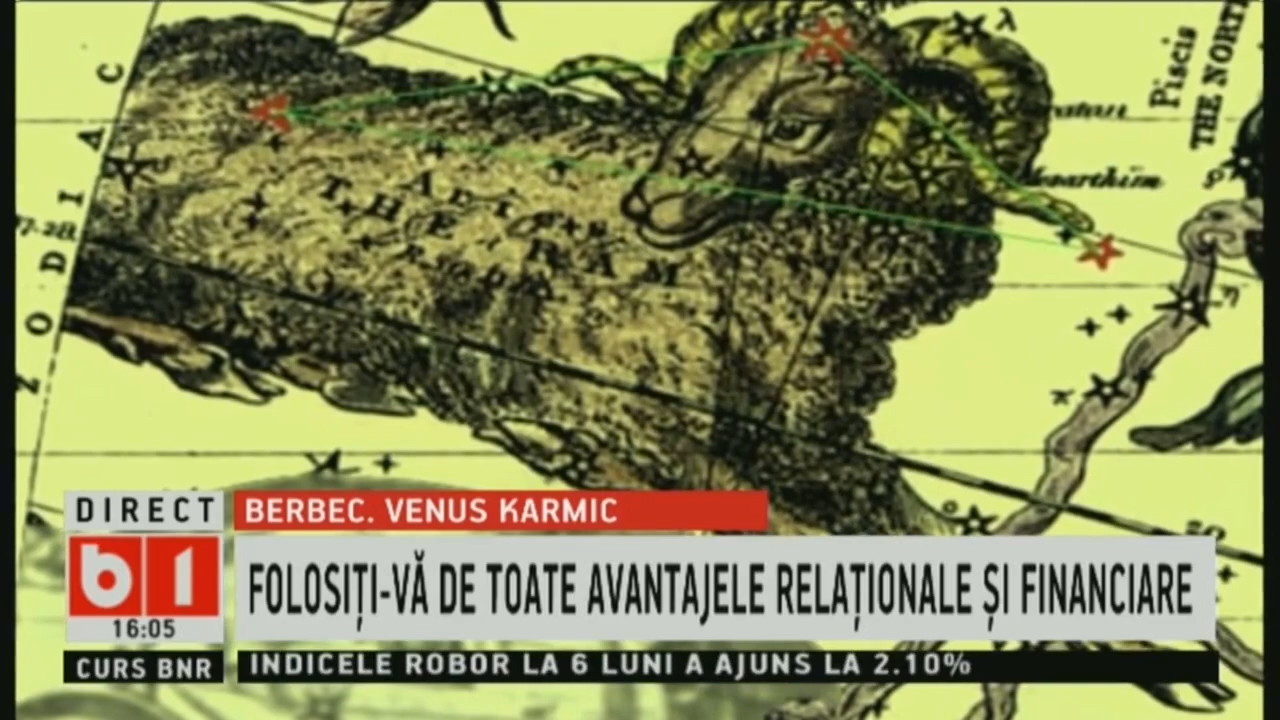 ZODIAC
Piscis
THE NORT
ARIES
THE RAM
DIRECT
BERBEC. VENUS KARMIC
b1
FOLOSIȚI-VĂ DE TOATE AVANTAJELE RELAȚIONALE ȘI FINANCIARE
16:05
CURS BNR
INDICELE ROBOR LA 6 LUNI A AJUNS LA 2.10%